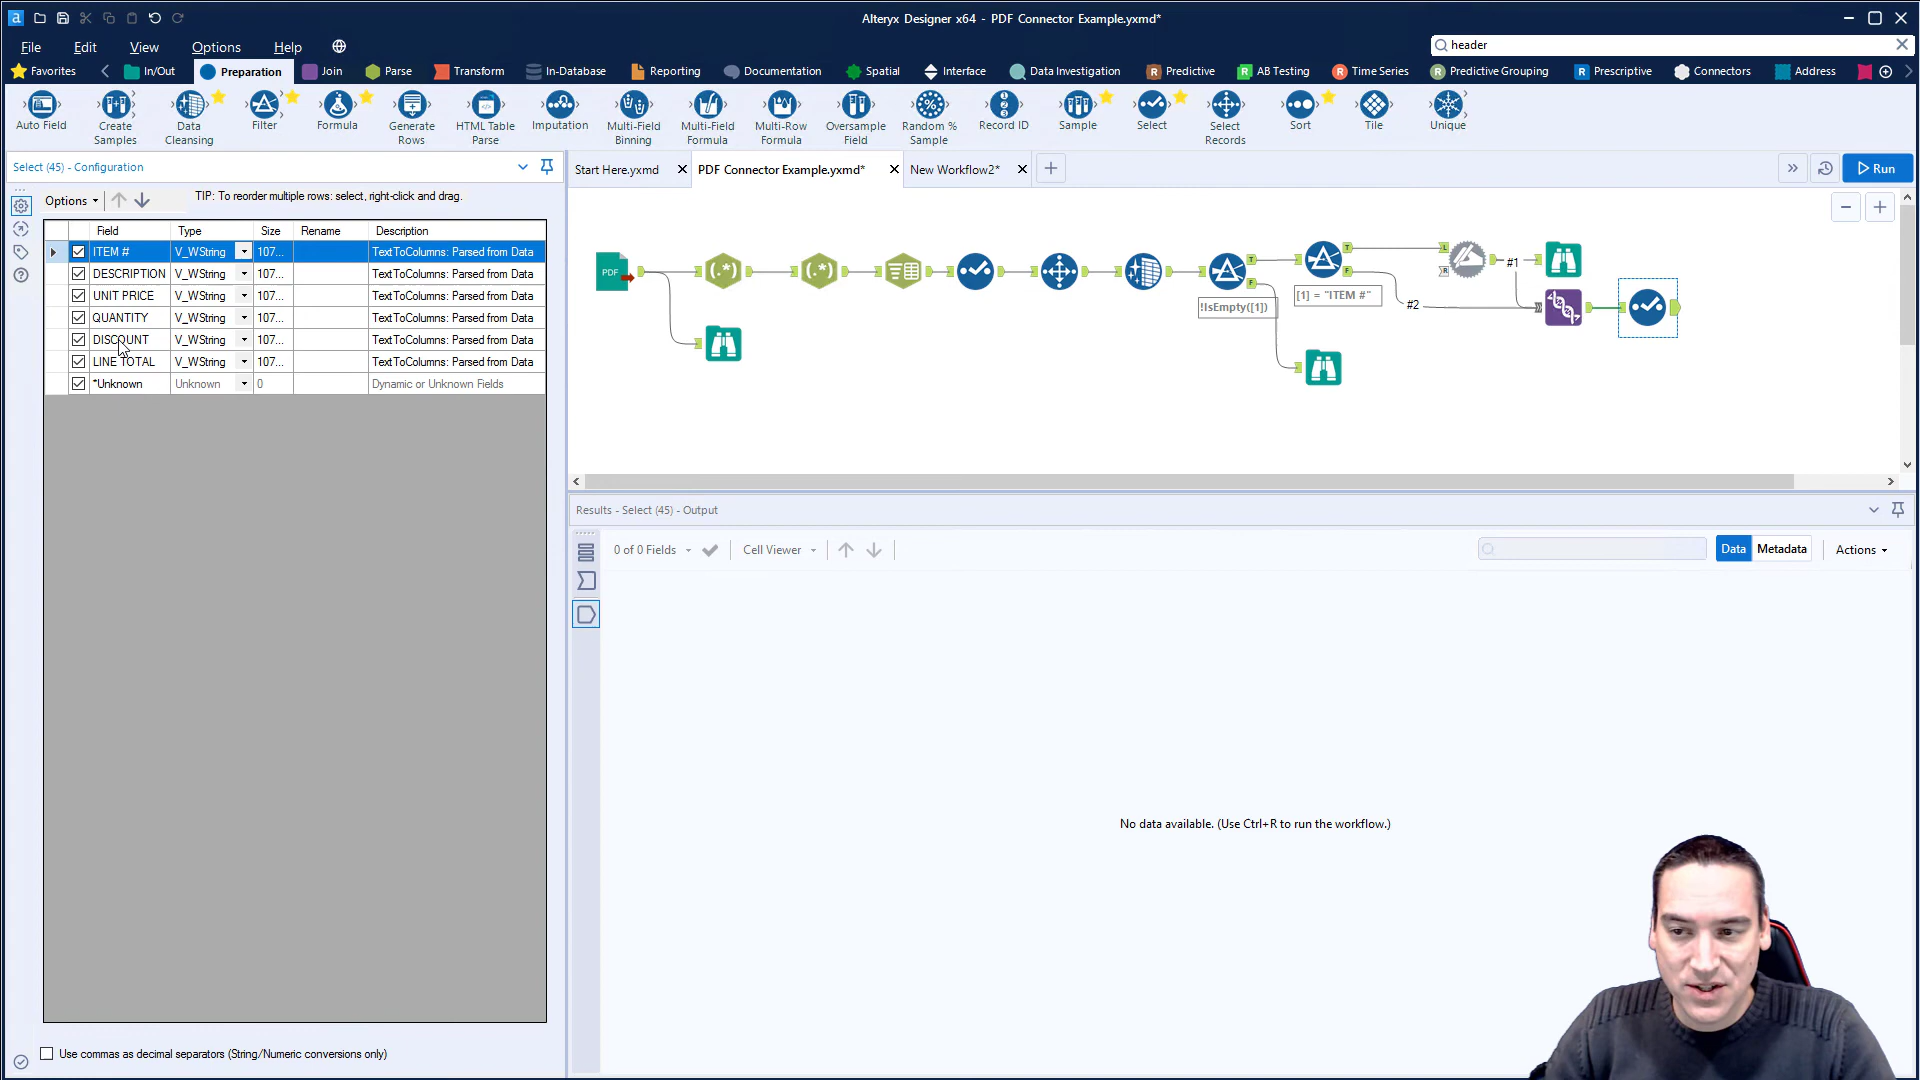 Alteryx Designer x64 - PDF Connector Example.yxmd*
File Edit View Options Help
header
Favorites In/Out Preparation Join Parse Transform In-Database Reporting Documentation Spatial Interface Data Investigation Predictive AB Testing Time Series Predictive Grouping Prescriptive Connectors Address
Auto Field
Create Samples
Data Cleansing
Filter
Formula
Generate Rows
HTML Table Parse
Imputation
Multi-Field Binning
Multi-Field Formula
Multi-Row Formula
Oversample Field
Random % Sample
Record ID
Sample
Select
Select Records
Sort
Tile
Unique
Select (45) - Configuration
Start Here.yxmd
PDF Connector Example.yxmd*
New Workflow2*
Run
Options
TIP: To reorder multiple rows: select, right-click and drag.
Field Type Size Rename Description
ITEM # V_WString 107... TextToColumns: Parsed from Data
DESCRIPTION V_WString 107... TextToColumns: Parsed from Data
UNIT PRICE V_WString 107... TextToColumns: Parsed from Data
QUANTITY V_WString 107... TextToColumns: Parsed from Data
DISCOUNT V_WString 107... TextToColumns: Parsed from Data
LINE TOTAL V_WString 107... TextToColumns: Parsed from Data
*Unknown Unknown 0 Dynamic or Unknown Fields
PDF
(.*)
(.*)
T
F
!IsEmpty([1])
T
F
[1] = "ITEM #"
L
R
#1
#2
Results - Select (45) - Output
0 of 0 Fields Cell Viewer Data Metadata Actions
No data available. (Use Ctrl+R to run the workflow.)
Use commas as decimal separators (String/Numeric conversions only)